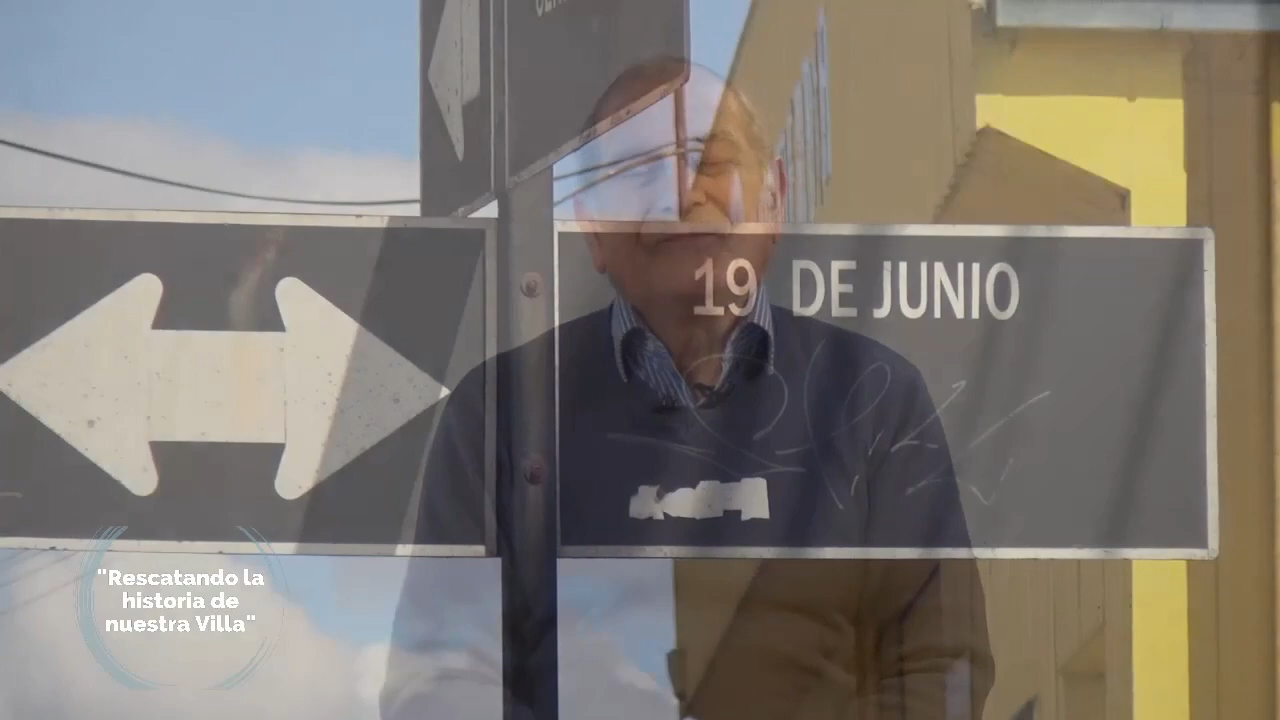 19 DE JUNIO
"Rescatando la
historia de
nuestra Villa"